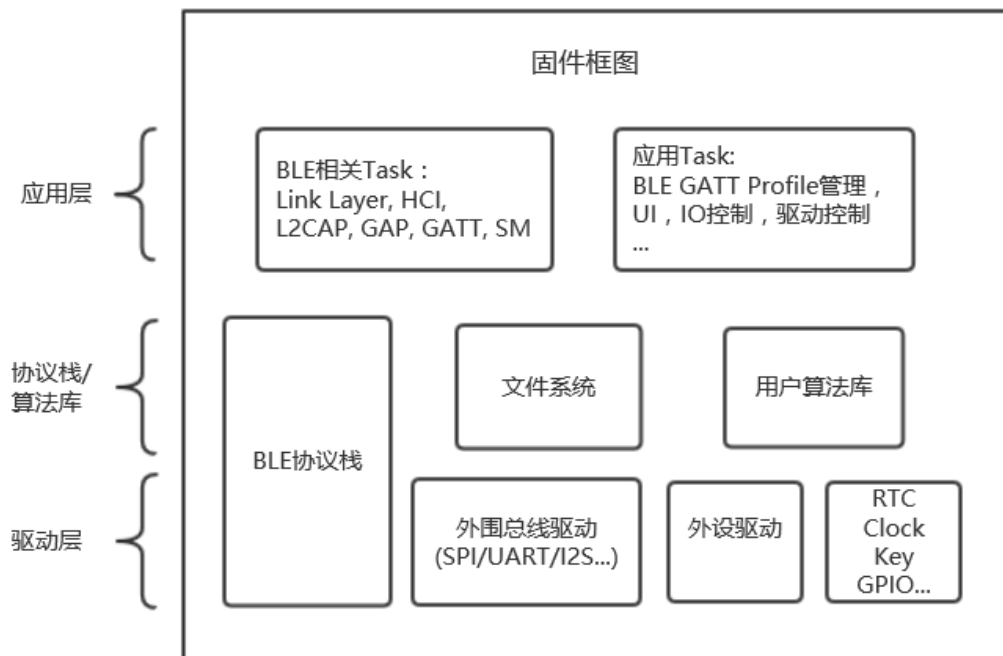 固件框图
应用层
BLE相关Task：
Link Layer, HCI,
L2CAP, GAP, GATT, SM
应用Task:
BLE GATT Profile管理，
UI，IO控制，驱动控制
...
协议栈/
算法库
BLE协议栈
文件系统
用户算法库
驱动层
外围总线驱动
(SPI/UART/I2S...)
外设驱动
RTC
Clock
Key
GPIO...